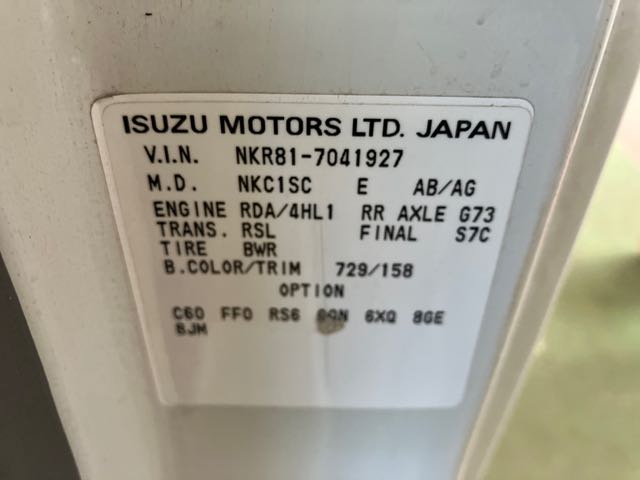 ISUZU MOTORS LTD. JAPAN
V.I.N. NKR81-7041927
M.D. NKC1SC E AB/AG
ENGINE RDA/4HL1 RR AXLE G73
TRANS. RSL FINAL S7C
TIRE BWR
B.COLOR/TRIM 729/158
OPTION
C60 FF0 RS6 6XQ 8GE
BJM